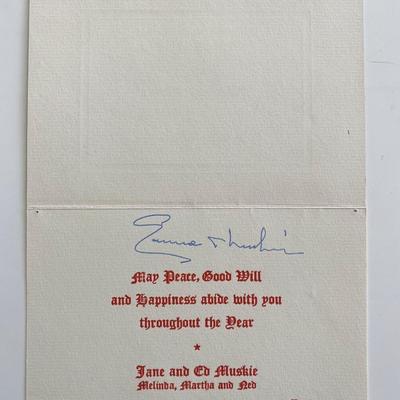 May Peace, Good Will
and Happiness abide with you
throughout the Year
★
Jane and Ed Muskie
Melinda, Martha and Ned